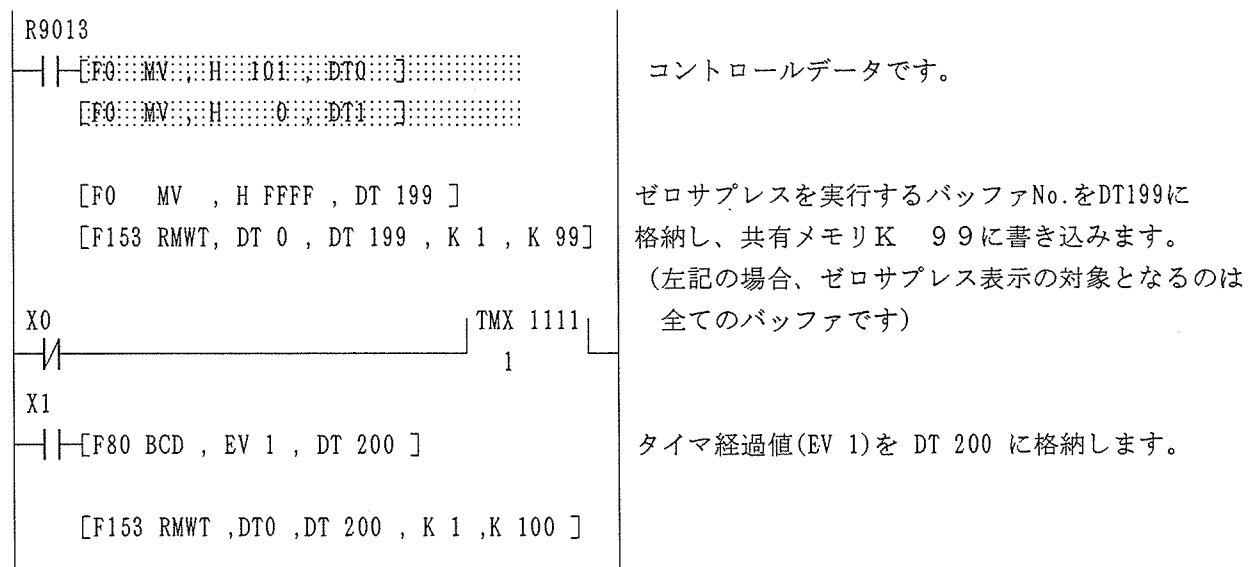 R9013
[F0 MV , H 101 , DT0 ] コントロールデータです。
[F0 MV , H 0 , DT1 ]
[F0 MV , H FFFF , DT 199 ] ゼロサプレスを実行するバッファNo.をDT199に
[F153 RMWT, DT 0 , DT 199 , K 1 , K 99] 格納し、共有メモリK 99に書き込みます。
(左記の場合、ゼロサプレス表示の対象となるのは
X0 TMX 1111 全てのバッファです)
1
X1
[F80 BCD , EV 1 , DT 200 ] タイマ経過値(EV 1)を DT 200 に格納します。
[F153 RMWT ,DT0 ,DT 200 , K 1 ,K 100 ]